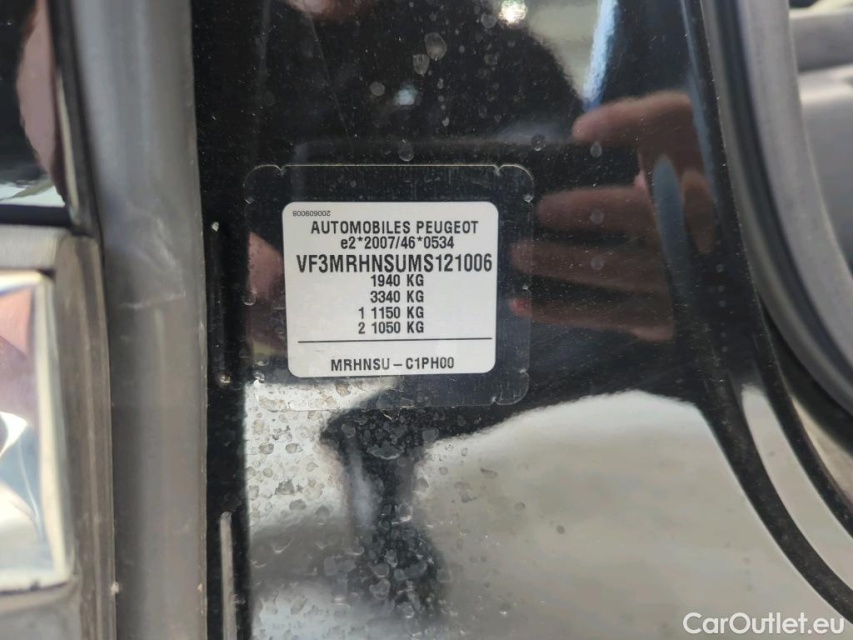 200609008
AUTOMOBILES PEUGEOT
e2*2007/46*0534
VF3MRHNSUMS121006
1940 KG
3340 KG
1 1150 KG
2 1050 KG
MRHNSU-C1PH00
CarOutlet.eu